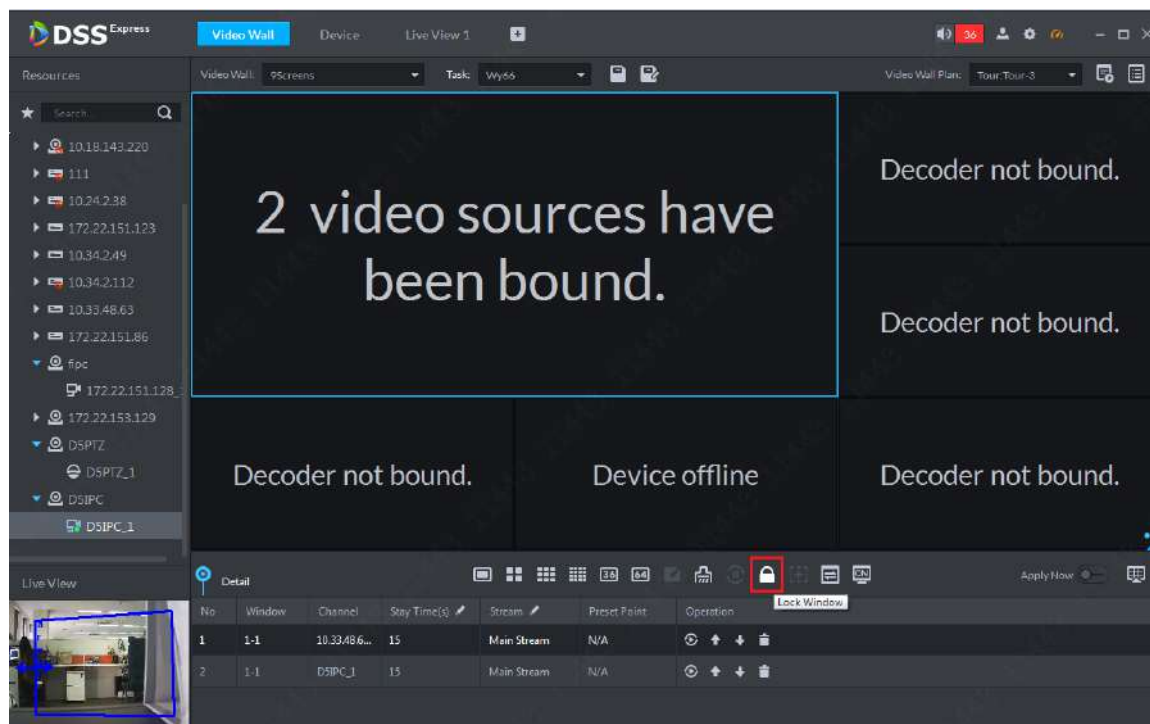 DSS Express
Video Wall
Device
Live View 1
36
Resources
Video Wall: 9Screens
Task: Wy66
Video Wall Plan: Tour:Tour-3
Search...
10.18.143.220
111
10.24.2.38
172.22.151.123
10.34.2.49
10.34.2.112
10.33.48.63
172.22.151.86
fipc
172.22.151.128_
172.22.153.129
DSPTZ
DSPTZ_1
DSIPC
DSIPC_1
2 video sources have
been bound.
Decoder not bound.
Decoder not bound.
Decoder not bound.
Device offline
Decoder not bound.
Live View
Detail
36
64
ON
Apply Now
Lock Window
No Window Channel Stay Time(s) Stream Preset Point Operation
1 1-1 10.33.48.6... 15 Main Stream N/A
2 1-1 DSIPC_1 15 Main Stream N/A